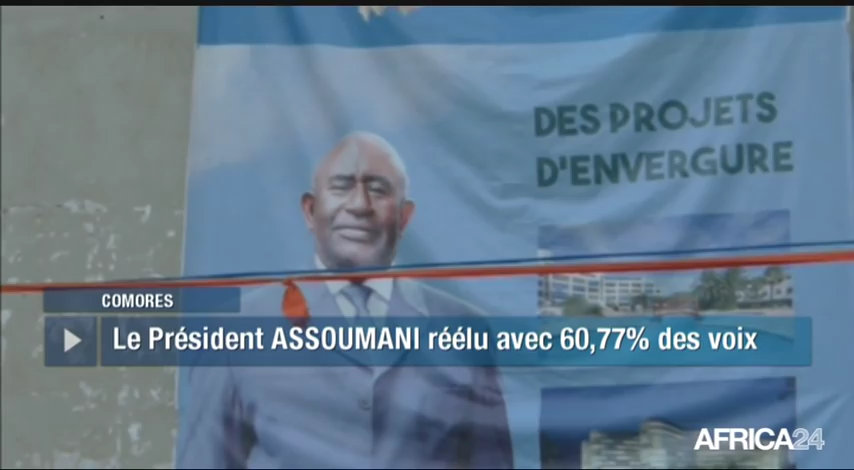 DES PROJETS
D'ENVERGURE
COMORES
Le Président ASSOUMANI réélu avec 60,77% des voix
AFRICA24